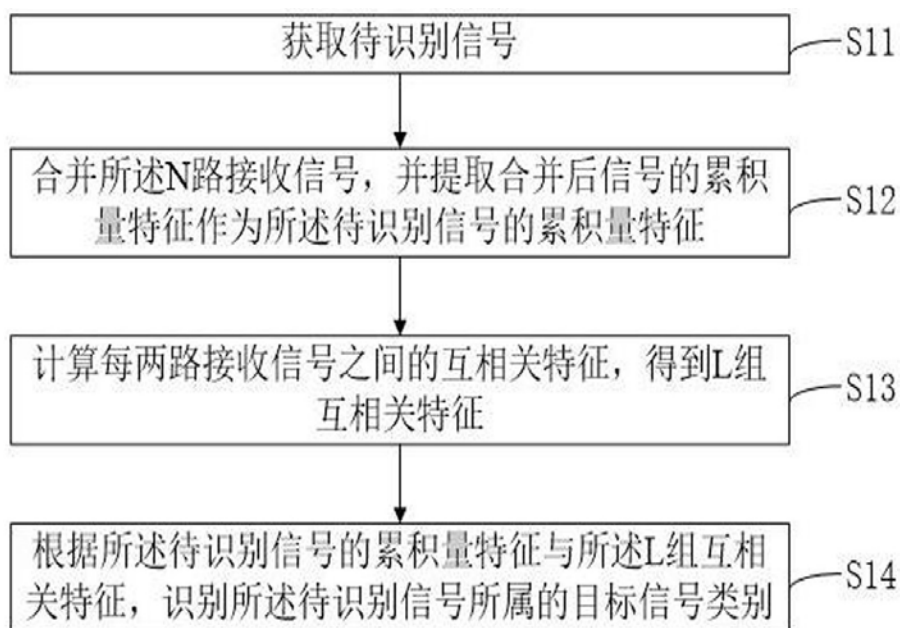 获取待识别信号
S11
合并所述N路接收信号，并提取合并后信号的累积
量特征作为所述待识别信号的累积量特征
S12
计算每两路接收信号之间的互相关特征，得到L组
互相关特征
S13
根据所述待识别信号的累积量特征与所述L组互相
关特征，识别所述待识别信号所属的目标信号类别
S14